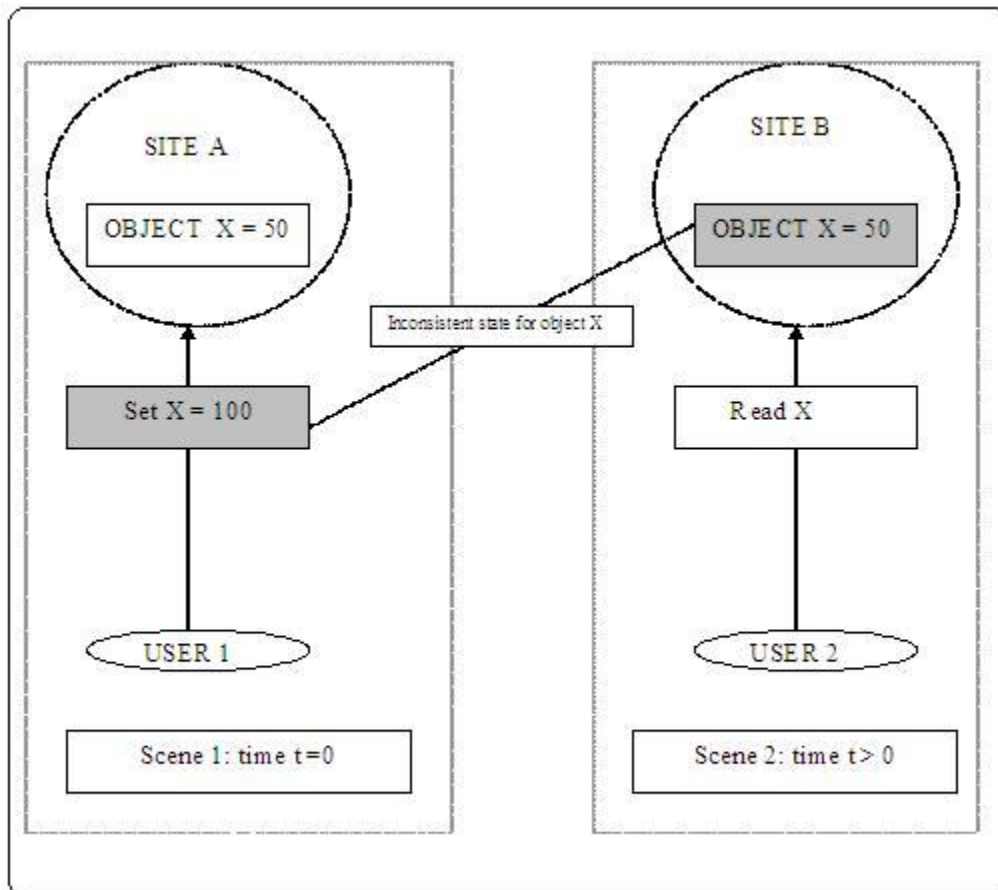 SITE A
OBJECT X = 50
Set X = 100
USER 1
Scene 1: time t=0
Inconsistent state for object X
SITE B
OBJECT X = 50
Read X
USER 2
Scene 2: time t> 0